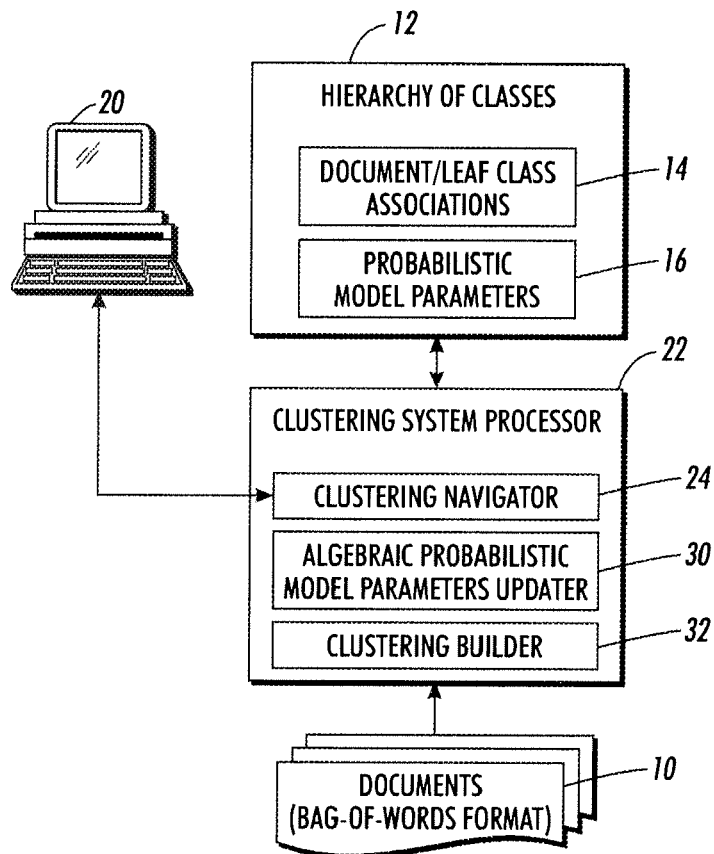 12
HIERARCHY OF CLASSES
20
DOCUMENT/LEAF CLASS
ASSOCIATIONS
14
PROBABILISTIC
MODEL PARAMETERS
16
22
CLUSTERING SYSTEM PROCESSOR
CLUSTERING NAVIGATOR
24
ALGEBRAIC PROBABILISTIC
MODEL PARAMETERS UPDATER
30
CLUSTERING BUILDER
32
DOCUMENTS
(BAG-OF-WORDS FORMAT)
10